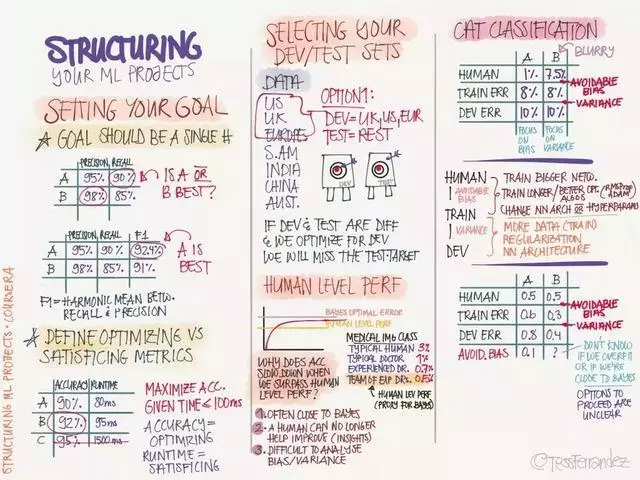 STRUCTURING
YOUR ML PROJECTS
SETTING YOUR GOAL
GOAL SHOULD BE A SINGLE #
PRECISION, RECALL
A 95% 90%
B 98% 85%
IS A OR
B BEST?
PRECISION, RECALL F1
A 95% 90% 92.4%
B 98% 85% 91%
A IS
BEST
F1 = HARMONIC MEAN BETW.
RECALL & PRECISION
DEFINE OPTIMIZING VS
SATISFICING METRICS
ACCURACY RUNTIME
A 90% 80ms
B 92% 95ms
C 95% 1500ms
MAXIMIZE ACC.
GIVEN TIME ≤ 100ms
ACCURACY =
OPTIMIZING
RUNTIME =
SATISFICING
STRUCTURING ML PROJECTS · COURSERA
SELECTING YOUR
DEV/TEST SETS
DATA
US
UK
EUROPE
S.AM
INDIA
CHINA
AUST.
OPTION1:
DEV = UK, US, EUR
TEST = REST
DEV
TEST
IF DEV & TEST ARE DIFF
& WE OPTIMIZE FOR DEV
WE WILL MISS THE TEST-TARGET
HUMAN LEVEL PERF
BAYES OPTIMAL ERROR
HUMAN LEVEL PERF
WHY DOES ACC
SLOW DOWN WHEN
WE SURPASS HUMAN
LEVEL PERF?
MEDICAL IMG CLASS
TYPICAL HUMAN 3%
TYPICAL DOCTOR 1%
EXPERIENCED DR. 0.7%
TEAM OF EXP DRS. 0.5%
HUMAN LEV PERF
(PROXY FOR BAYES)
1. OFTEN CLOSE TO BAYES
2. A HUMAN CAN NO LONGER
HELP IMPROVE (INSIGHTS)
3. DIFFICULT TO ANALYSE
BIAS/VARIANCE
CAT CLASSIFICATION
A B
BLURRY
HUMAN 1% 7.5%
TRAIN ERR 8% 8%
DEV ERR 10% 10%
AVOIDABLE
BIAS
VARIANCE
FOCUS
ON
BIAS
FOCUS
ON
VARIANCE
HUMAN
AVOIDABLE
BIAS
TRAIN
VARIANCE
DEV
TRAIN BIGGER NETW.
TRAIN LONGER/BETTER OPT. ALGOS (RMSProp, ADAM)
CHANGE NN ARCH OR HYPERPARAMS
MORE DATA (TRAIN)
REGULARIZATION
NN ARCHITECTURE
A B
HUMAN 0.5 0.5
TRAIN ERR 0.6 0.3
DEV ERR 0.8 0.4
AVOID. BIAS 0.1 ?
AVOIDABLE
BIAS
VARIANCE
DON'T KNOW
IF WE OVERFIT
OR IF WE'RE
CLOSE TO BAYES
OPTIONS TO
PROCEED ARE
UNCLEAR
@TessFerrandez